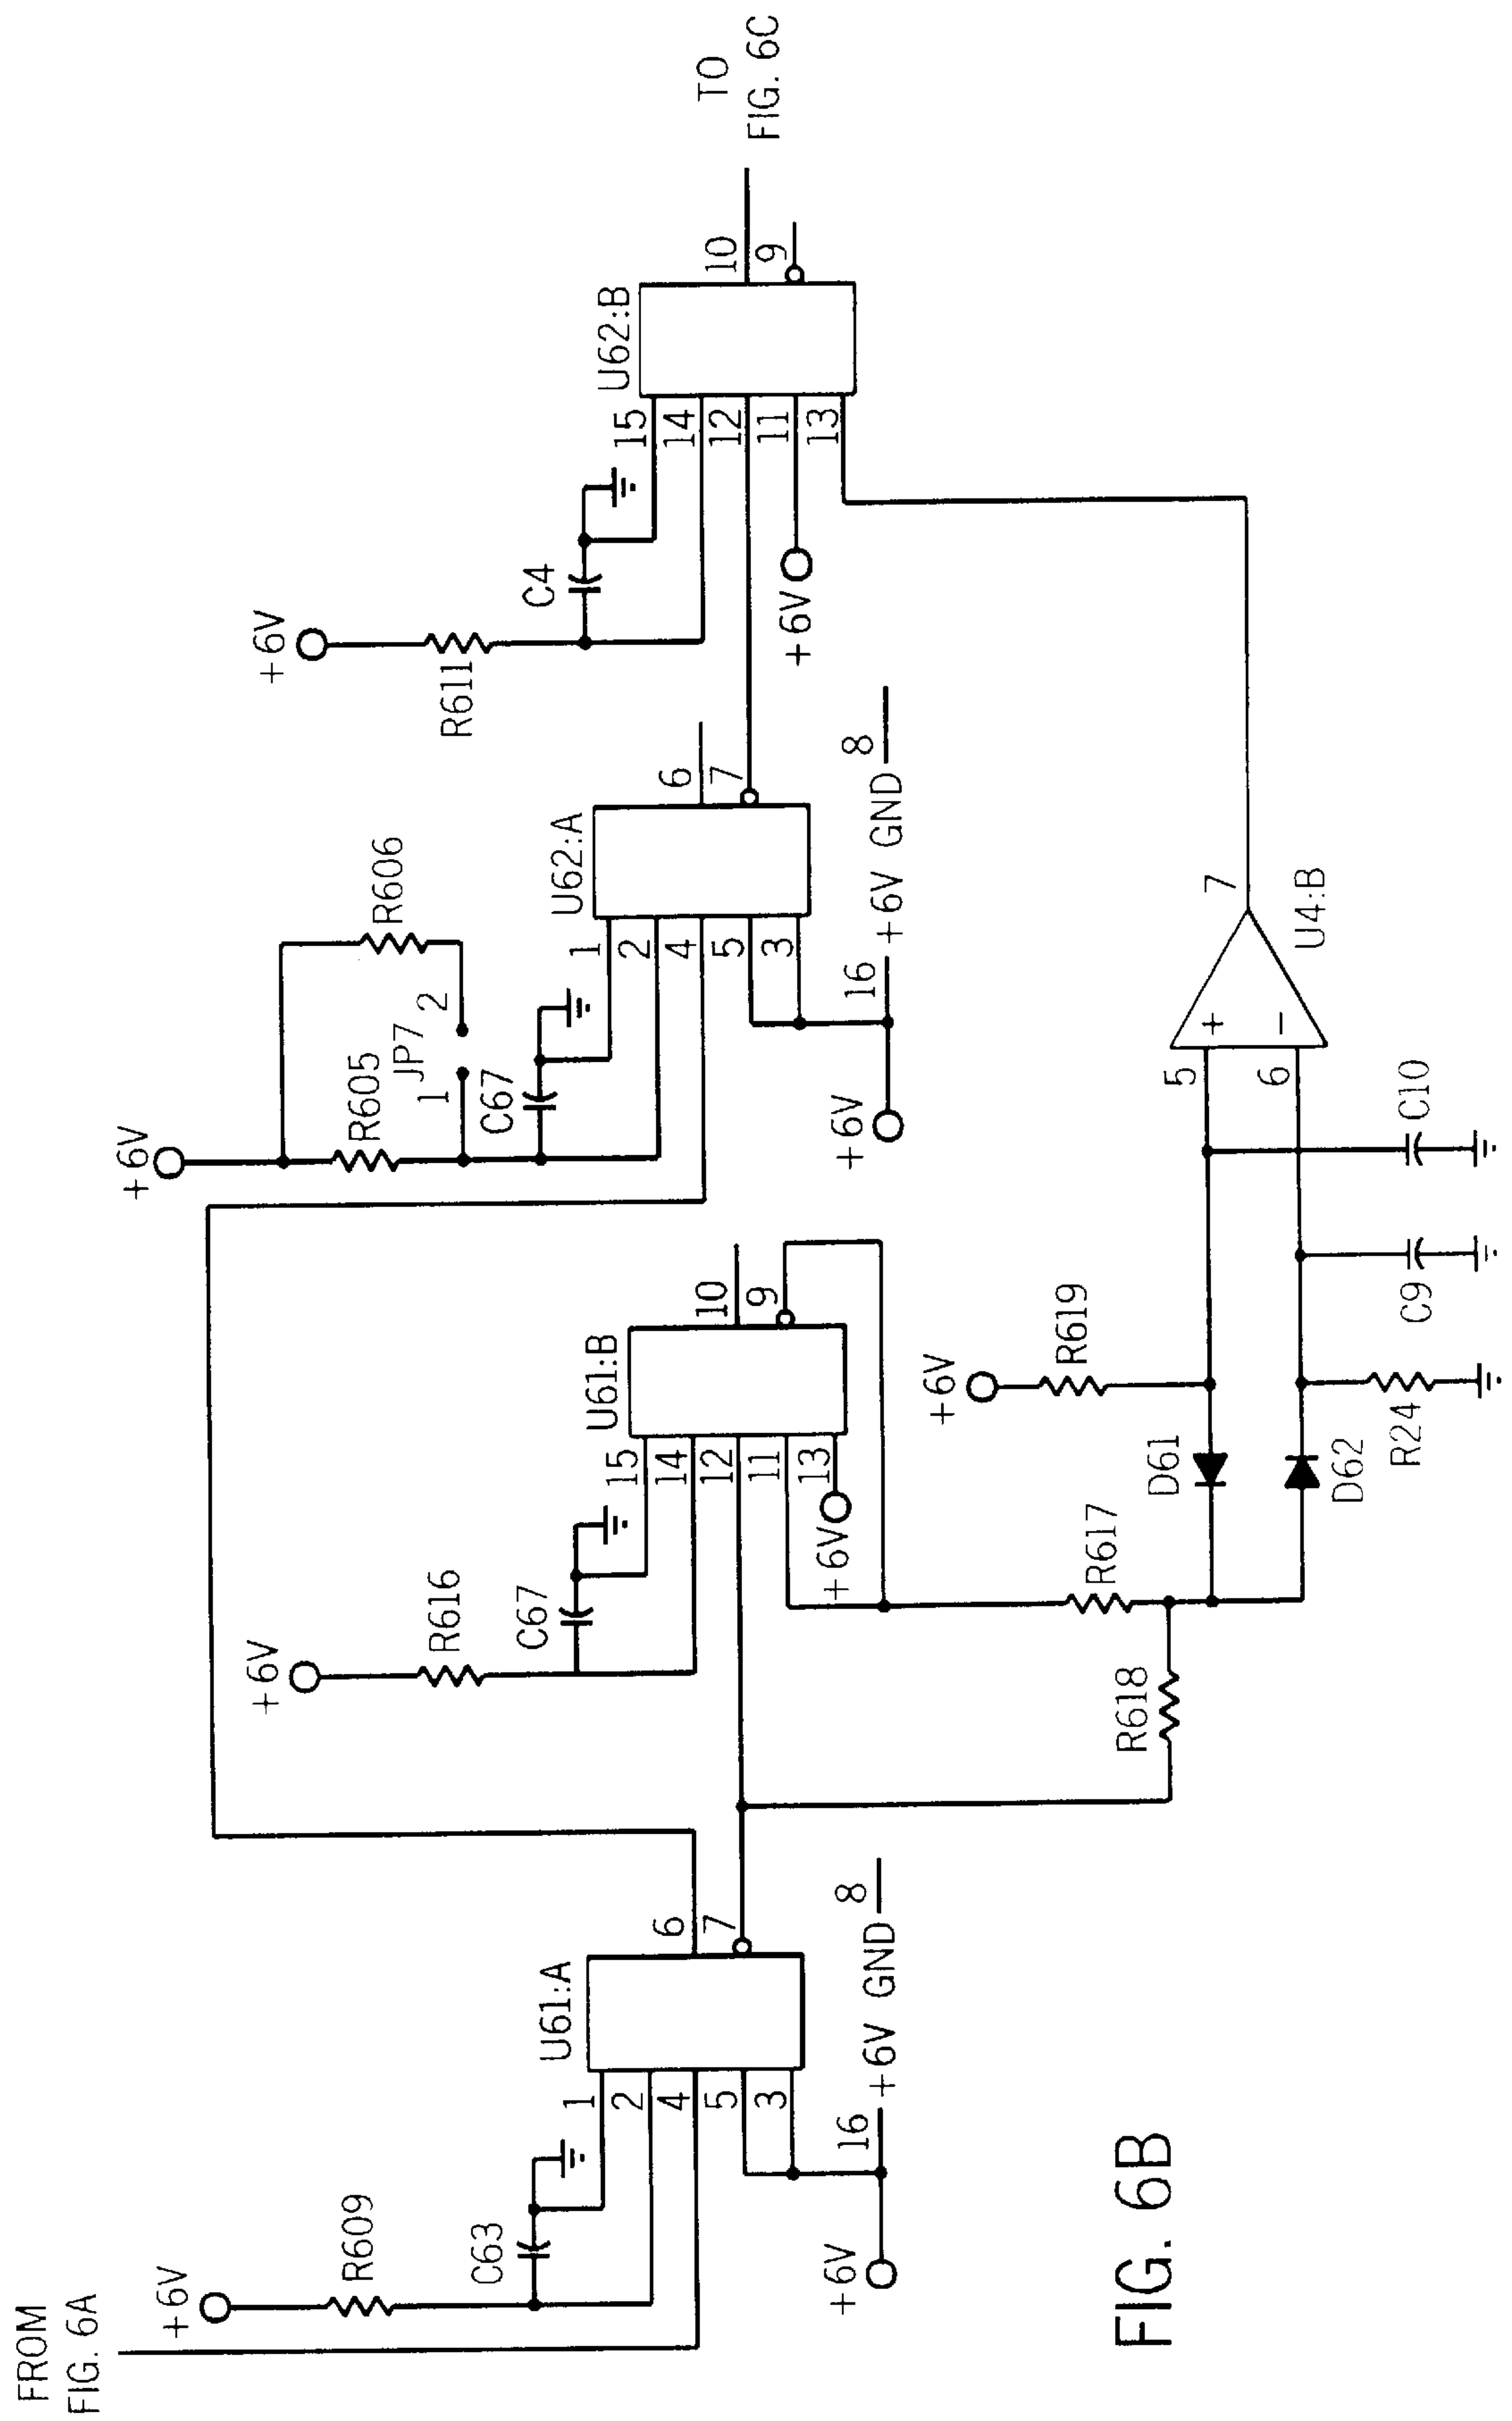 FROM
FIG. 6A
+6V
R609
C63
1
2
4
5
3
U61:A
6
7
16
+6V GND
8
+6V
+6V
R616
C67
15
14
12
11
13
+6V
U61:B
10
9
R618
R617
+6V
R605
R606
JP7
1
2
C67
1
2
4
5
3
U62:A
6
7
16
+6V GND
8
+6V
+6V
R611
C4
15
14
12
11
13
+6V
U62:B
10
9
TO
FIG. 6C
D61
D62
+6V
R619
R24
C9
C10
5
6
+
−
7
U4:B
FIG. 6B